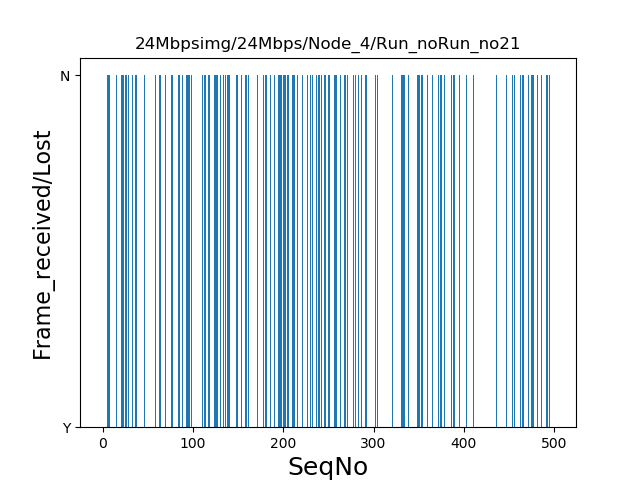 24Mbpsimg/24Mbps/Node_4/Run_noRun_no21
N
Frame_received/Lost
Y
0 100 200 300 400 500
SeqNo